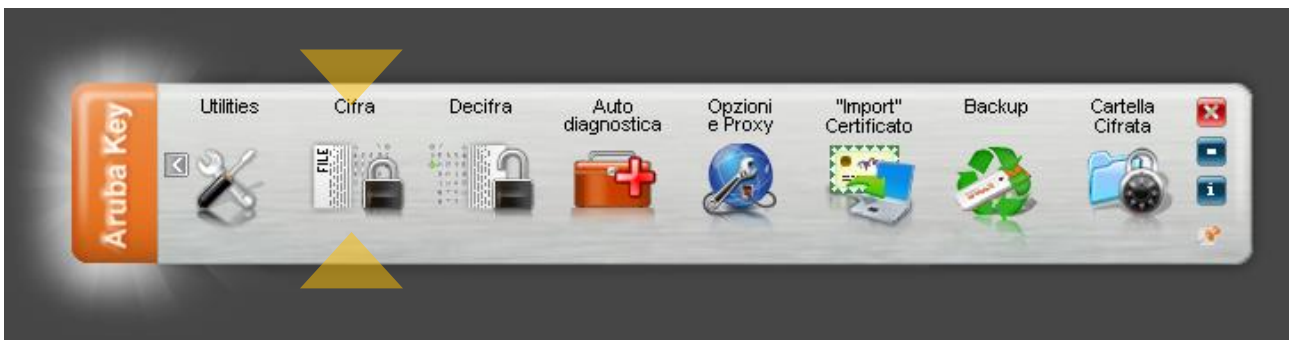 Aruba Key
Utilities
Cifra
Decifra
Auto
diagnostica
Opzioni
e Proxy
"Import"
Certificato
Backup
Cartella
Cifrata
FILE
i